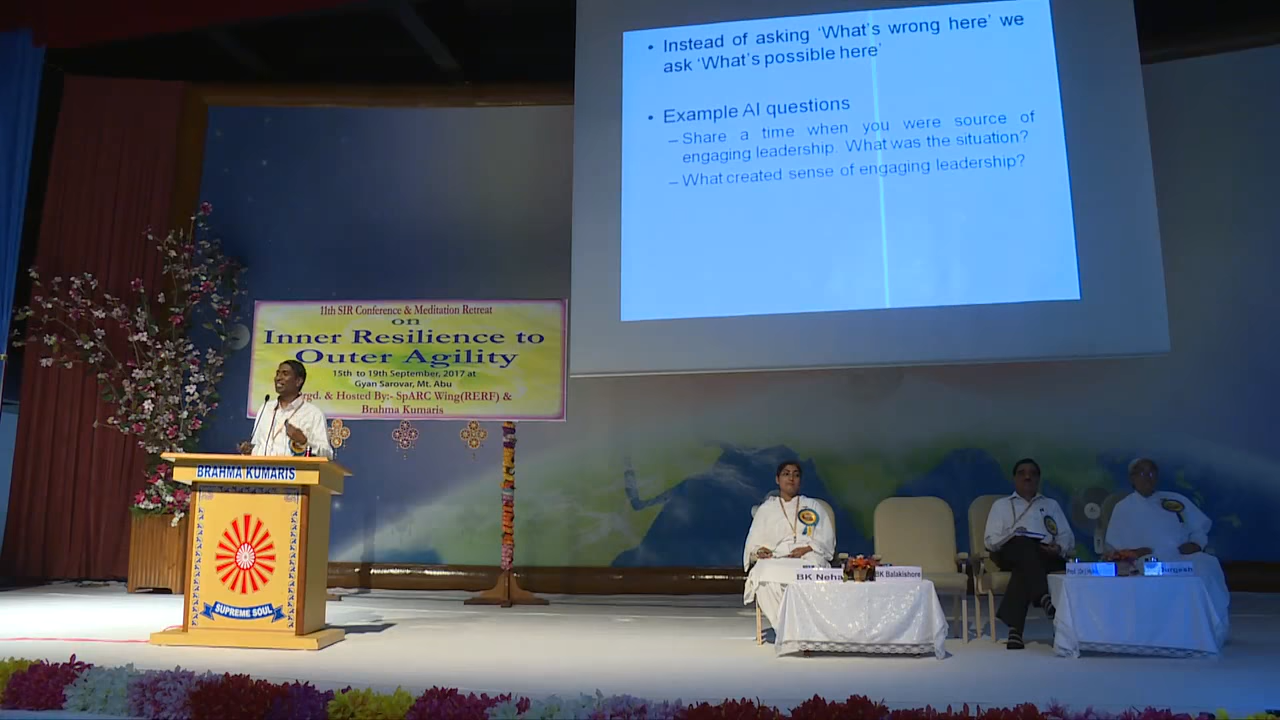 • Instead of asking ‘What's wrong here’ we
ask ‘What's possible here’
• Example AI questions
– Share a time when you were source of
engaging leadership. What was the situation?
– What created sense of engaging leadership?
11th SIR Conference & Meditation Retreat
on
Inner Resilience to
Outer Agility
15th to 19th September, 2017 at
Gyan Sarovar, Mt. Abu
& Hosted By:- SpARC Wing(RERF) &
Brahma Kumaris
BRAHMA KUMARIS
SUPREME SOUL
BK Neha
BK Balakishore